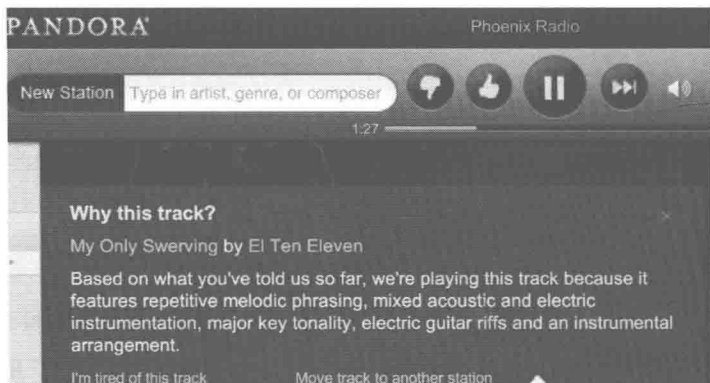 PANDORA
Phoenix Radio
New Station Type in artist, genre, or composer
1:27
Why this track?
My Only Swerving by El Ten Eleven
Based on what you've told us so far, we're playing this track because it
features repetitive melodic phrasing, mixed acoustic and electric
instrumentation, major key tonality, electric guitar riffs and an instrumental
arrangement.
I'm tired of this track Move track to another station